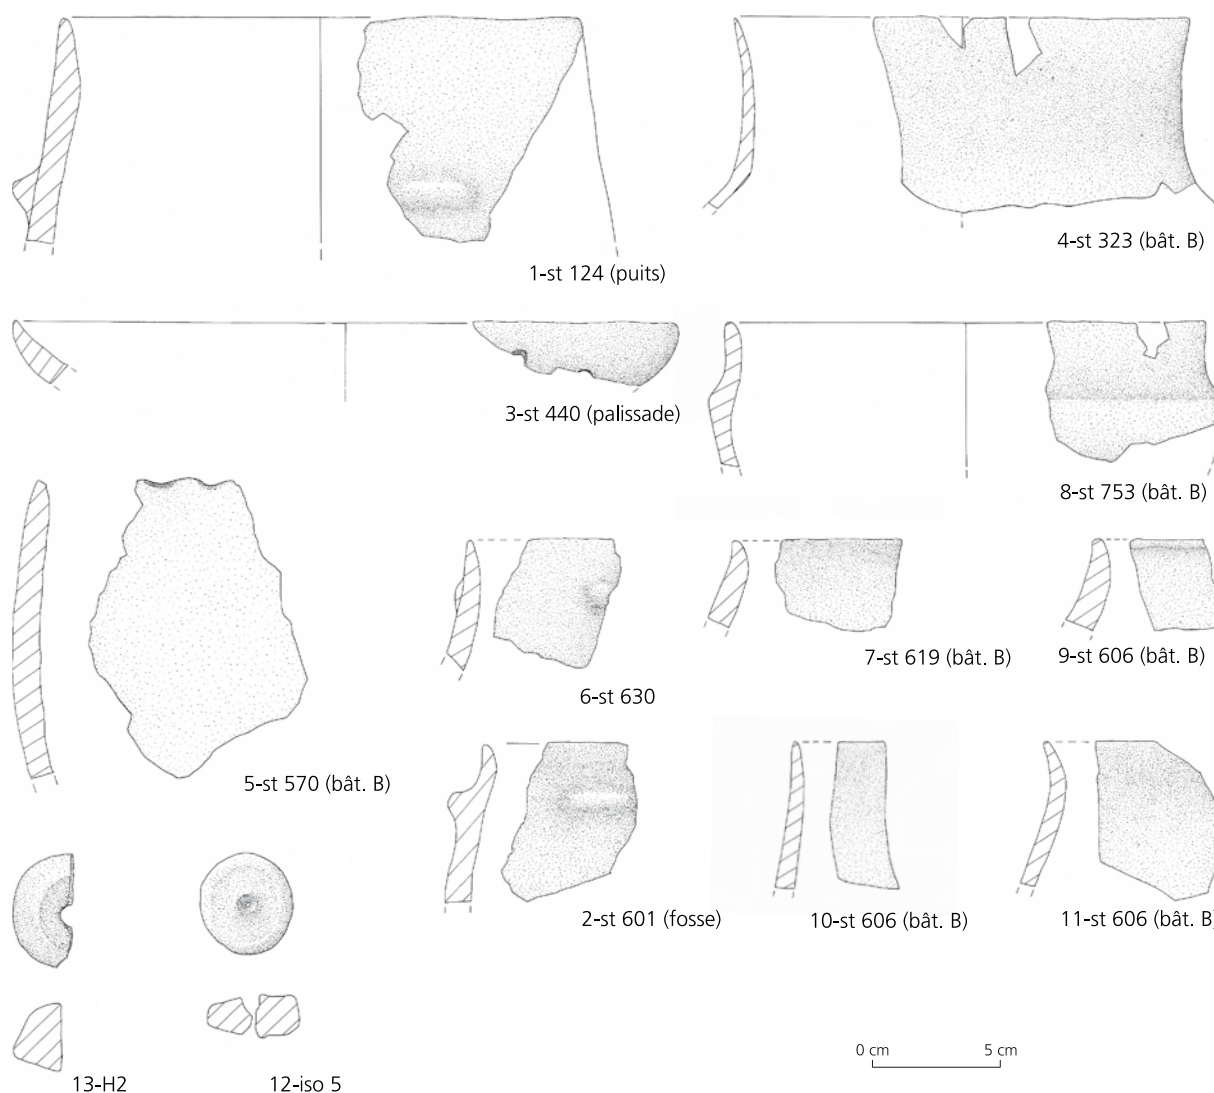 1-st 124 (puits)
4-st 323 (bât. B)
3-st 440 (palissade)
8-st 753 (bât. B)
5-st 570 (bât. B)
6-st 630
7-st 619 (bât. B)
9-st 606 (bât. B)
2-st 601 (fosse)
10-st 606 (bât. B)
11-st 606 (bât. B)
13-H2
12-iso 5
0 cm 5 cm